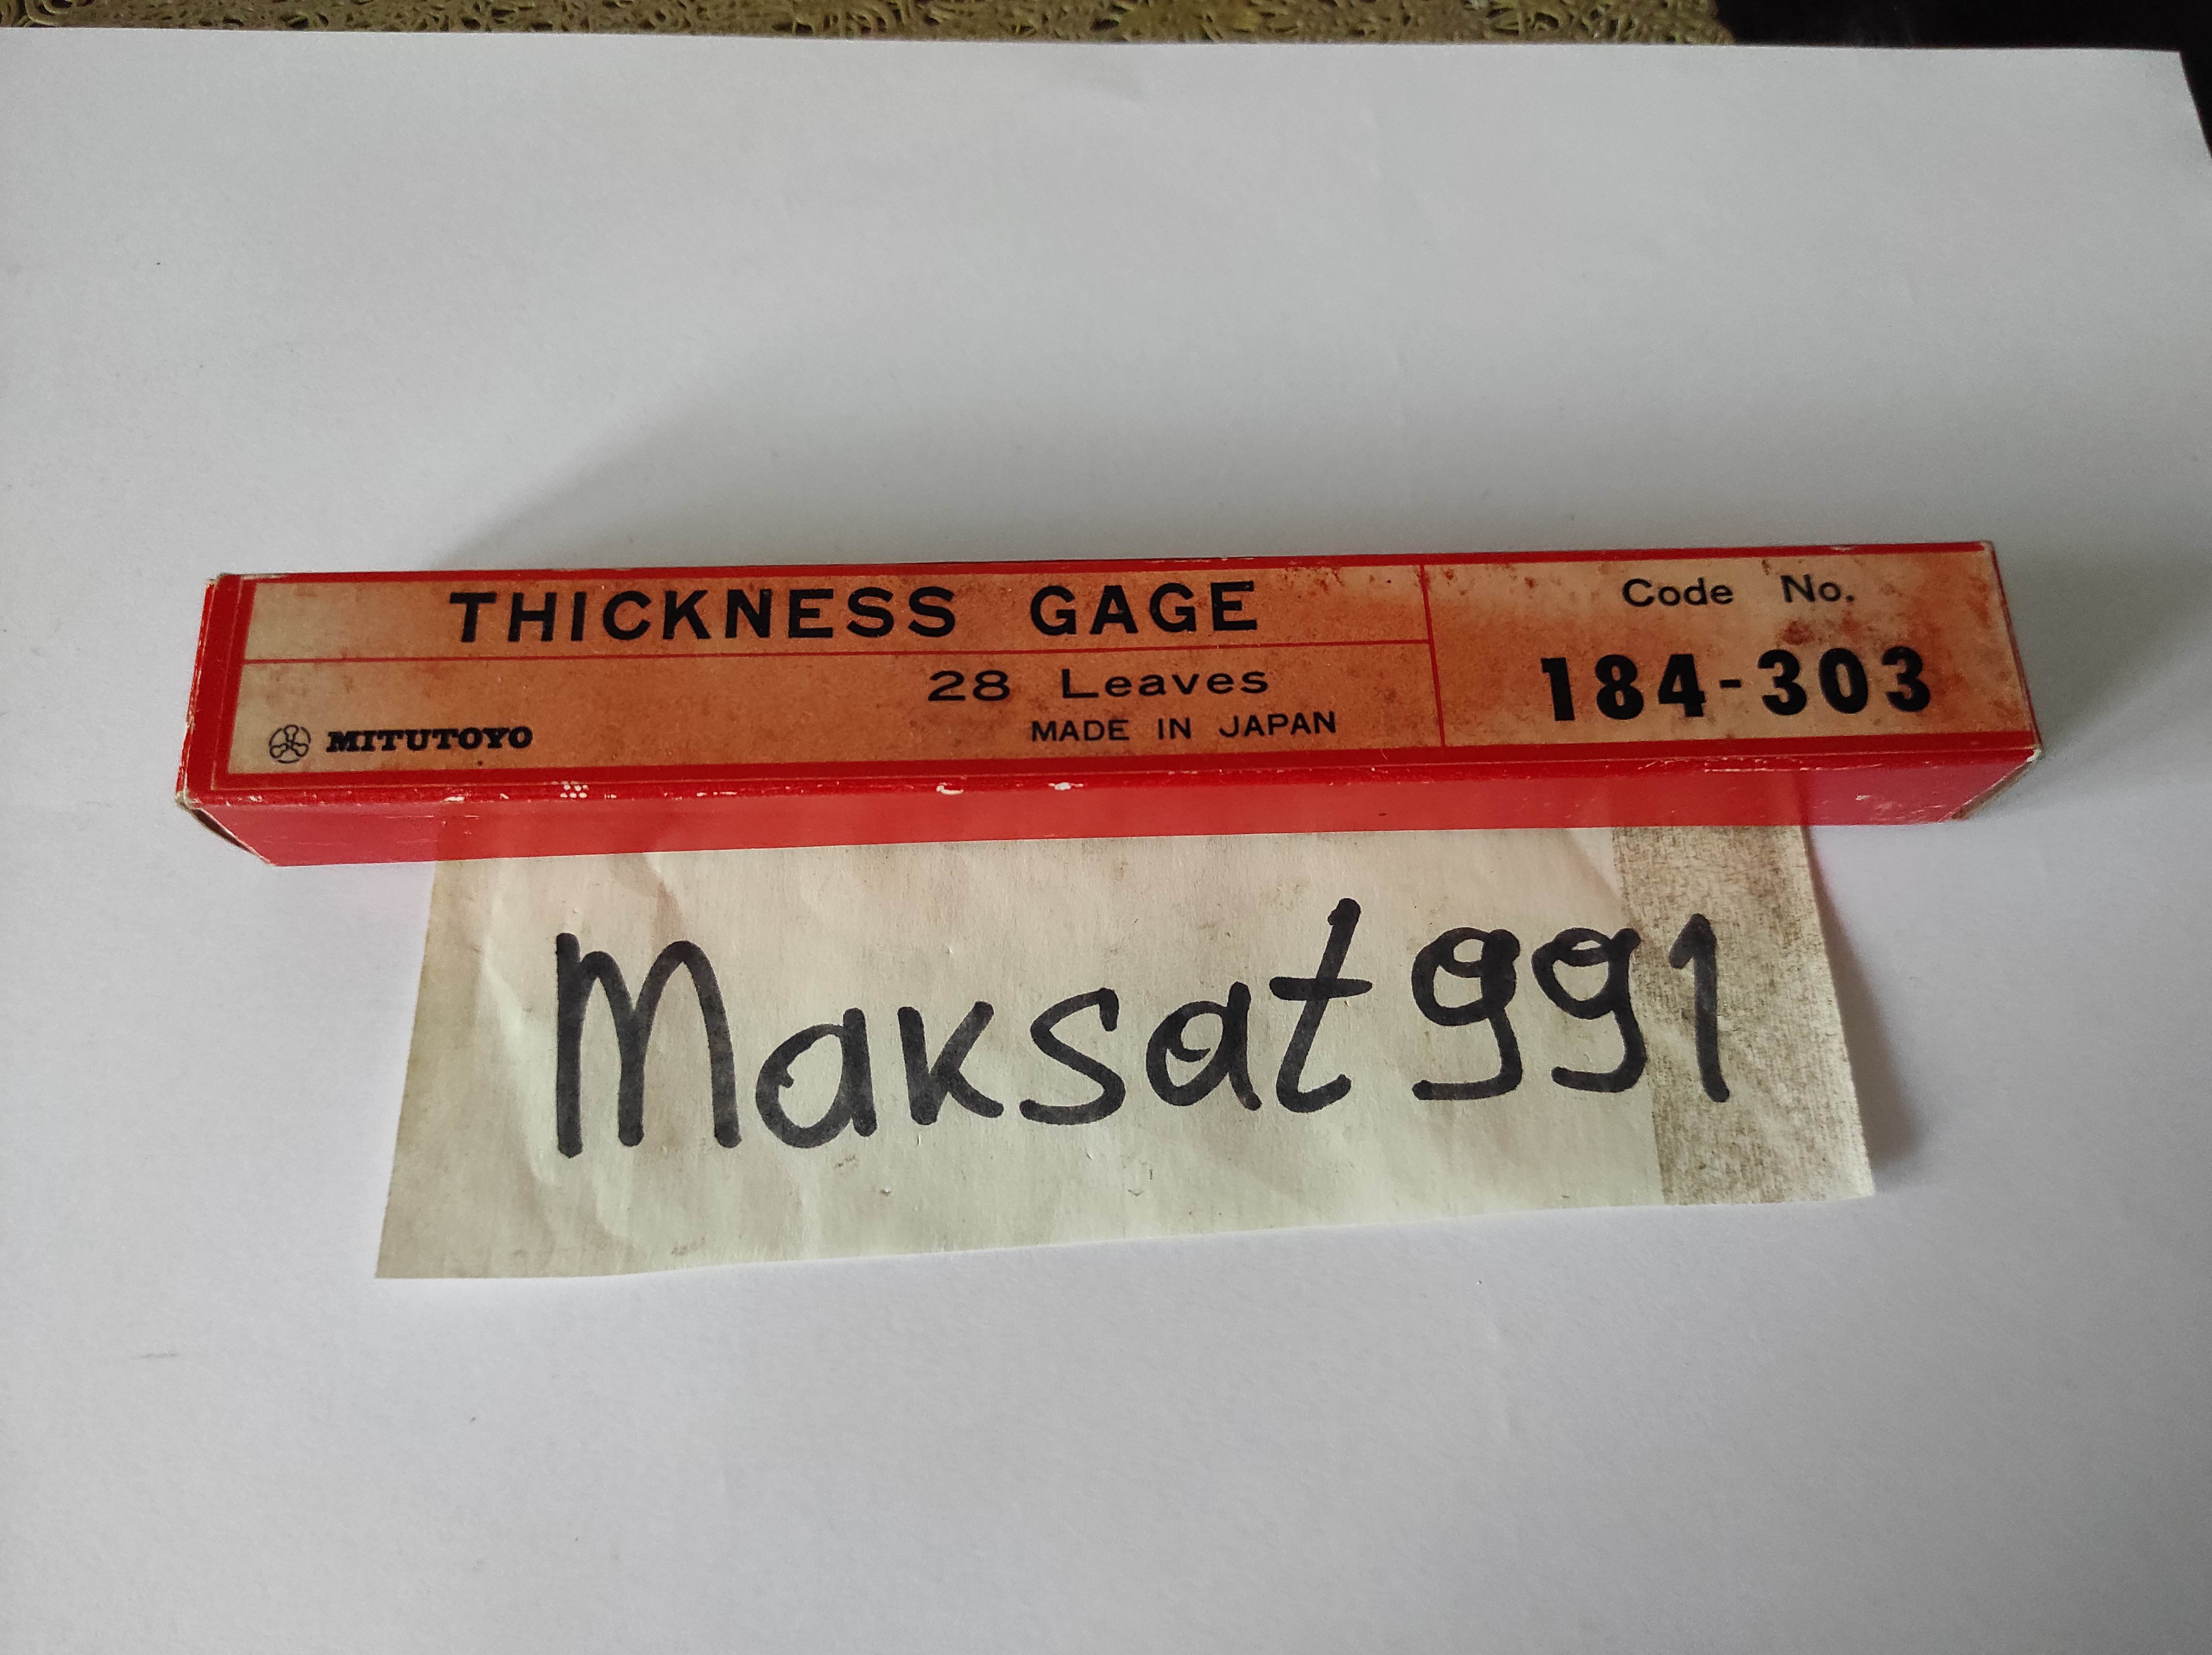 THICKNESS GAGE
28 Leaves
MADE IN JAPAN
MITUTOYO
Code No.
184-303
Maksat991